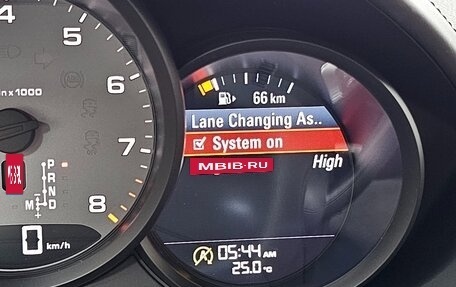 4
5
6
7
8
x 1000
P
R
N
D
M
+
-
0
km/h
66 km
Lane Changing As..
System on
MBIB.RU
High
05:44 AM
25.0 °C